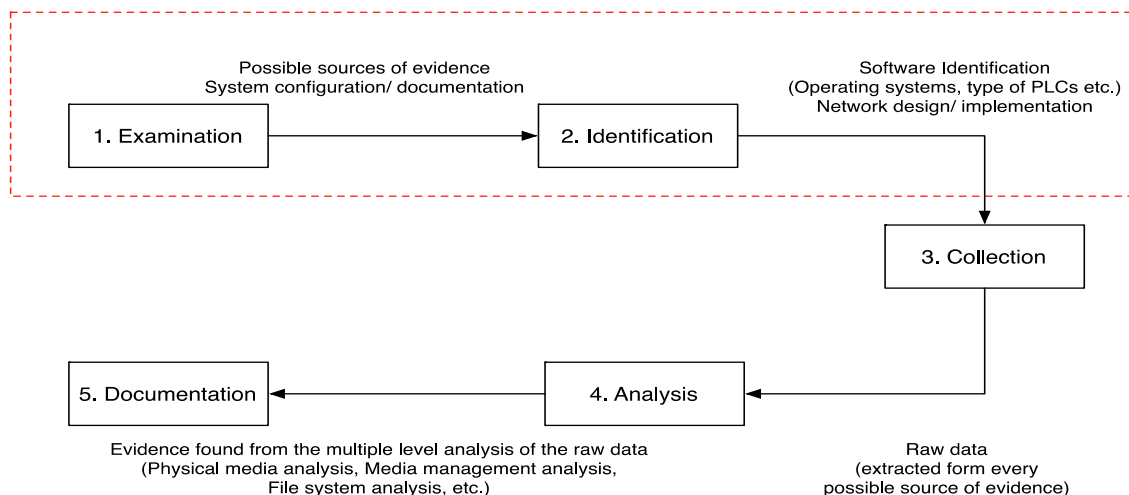 Possible sources of evidence
System configuration/ documentation
Software Identification
(Operating systems, type of PLCs etc.)
Network design/ implementation
1. Examination
2. Identification
3. Collection
5. Documentation
4. Analysis
Evidence found from the multiple level analysis of the raw data
(Physical media analysis, Media management analysis,
File system analysis, etc.)
Raw data
(extracted form every
possible source of evidence)